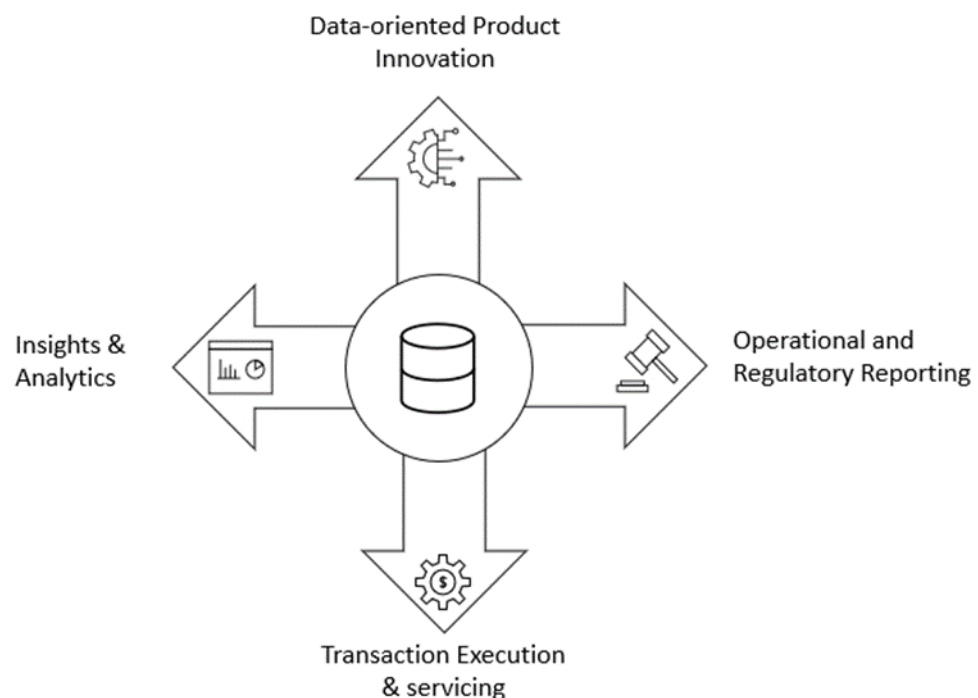 Data-oriented Product
Innovation
Insights &
Analytics
Operational and
Regulatory Reporting
$
Transaction Execution
& servicing